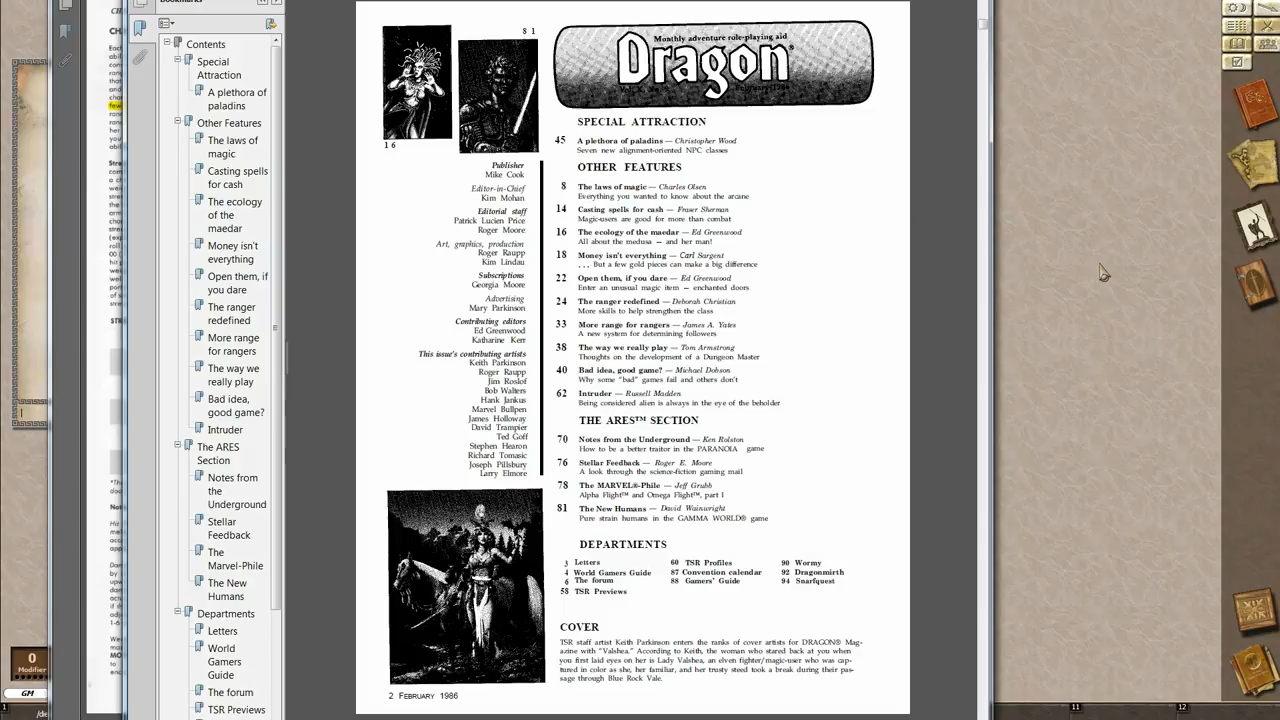 Contents
Special
Attraction
A plethora of
paladins
Other Features
The laws of
magic
Casting spells
for cash
The ecology
of the
maedar
Money isn't
everything
Open them, if
you dare
The ranger
redefined
More range
for rangers
The way we
really play
Bad idea,
good game?
Intruder
The ARES
Section
Notes from
the
Underground
Stellar
Feedback
The
Marvel-Phile
The New
Humans
Departments
Letters
World
Gamers
Guide
The forum
TSR Previews
0
Modifier
GM
1
8 1
1 6
Publisher
Mike Cook
Editor-in-Chief
Kim Mohan
Editorial staff
Patrick Lucien Price
Roger Moore
Art, graphics, production
Roger Raupp
Kim Lindau
Subscriptions
Georgia Moore
Advertising
Mary Parkinson
Contributing editors
Ed Greenwood
Katharine Kerr
This issue's contributing artists
Keith Parkinson
Roger Raupp
Jim Roslof
Bob Walters
Hank Jankus
Marvel Bullpen
James Holloway
David Trampier
Ted Goff
Stephen Hearon
Richard Tomasic
Joseph Pillsbury
Larry Elmore
2 February 1986
Monthly adventure role-playing aid
Dragon®
February 1986
SPECIAL ATTRACTION
45 A plethora of paladins — Christopher Wood
Seven new alignment-oriented NPC classes
OTHER FEATURES
8 The laws of magic — Charles Olsen
Everything you wanted to know about the arcane
14 Casting spells for cash — Fraser Sherman
Magic-users are good for more than combat
16 The ecology of the maedar — Ed Greenwood
All about the medusa — and her man!
18 Money isn't everything — Carl Sargent
. . . But a few gold pieces can make a big difference
22 Open them, if you dare — Ed Greenwood
Enter an unusual magic item — enchanted doors
24 The ranger redefined — Deborah Christian
More skills to help strengthen the class
33 More range for rangers — James A. Yates
A new system for determining followers
38 The way we really play — Tom Armstrong
Thoughts on the development of a Dungeon Master
40 Bad idea, good game? — Michael Dobson
Why some "bad" games fail and others don't
62 Intruder — Russell Madden
Being considered alien is always in the eye of the beholder
THE ARES™ SECTION
70 Notes from the Underground — Ken Rolston
How to be a better traitor in the PARANOIA game
76 Stellar Feedback — Roger E. Moore
A look through the science-fiction gaming mail
78 The MARVEL®-Phile — Jeff Grubb
Alpha Flight™ and Omega Flight™, part I
81 The New Humans — David Wainwright
Pure strain humans in the GAMMA WORLD® game
DEPARTMENTS
3 Letters 60 TSR Profiles 90 Wormy
4 World Gamers Guide 87 Convention calendar 92 Dragonmirth
6 The forum 88 Gamers' Guide 94 Snarfquest
58 TSR Previews
COVER
TSR staff artist Keith Parkinson enters the ranks of cover artists for DRAGON® Mag-
azine with "Valshea." According to Keith, the woman who stared back at you when
you first laid eyes on her is Lady Valshea, an elven fighter/magic-user who was cap-
tured in color as she, her familiar, and her trusty steed took a break during their pas-
sage through Blue Rock Vale.
11
12